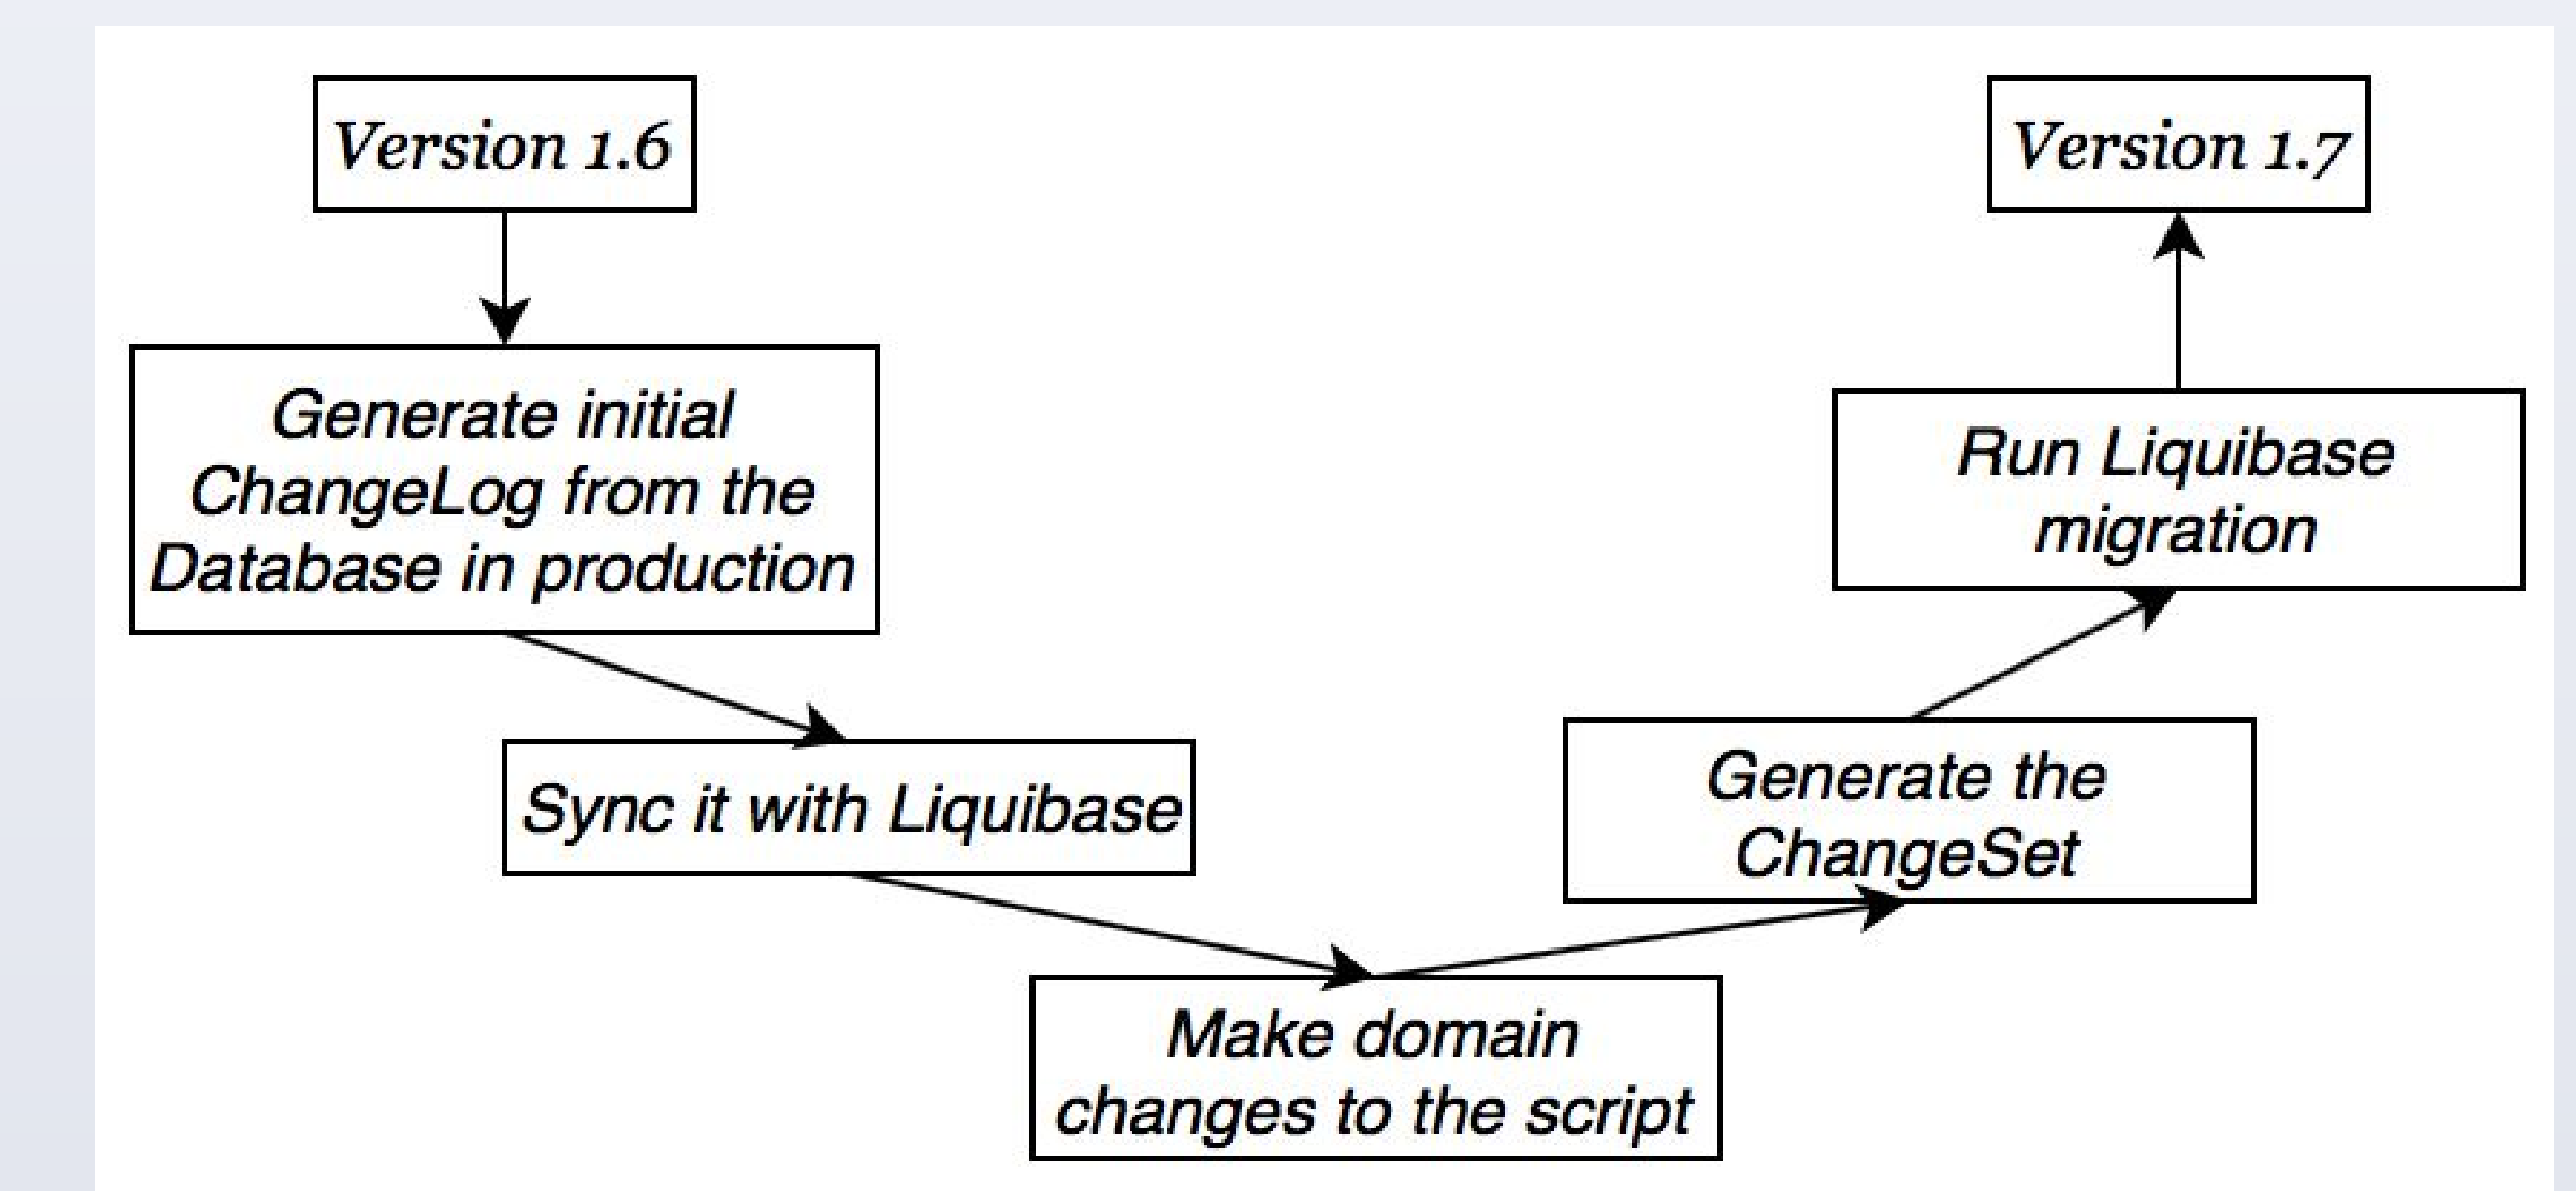 Version 1.6
Generate initial
ChangeLog from the
Database in production
Sync it with Liquibase
Make domain
changes to the script
Generate the
ChangeSet
Run Liquibase
migration
Version 1.7